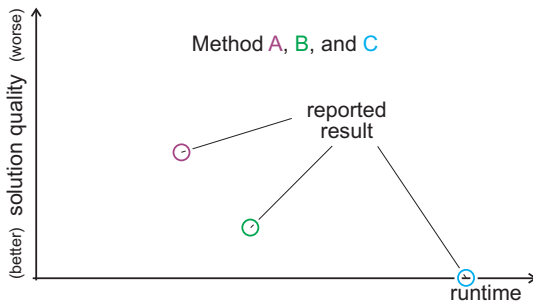 (better) solution quality (worse)
Method A, B, and C
reported
result
runtime